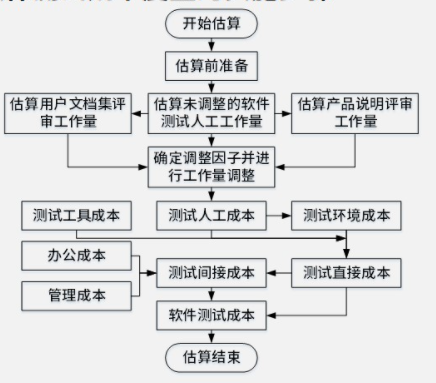 开始估算
估算前准备
估算用户文档集评
审工作量
估算未调整的软件
测试人工工作量
估算产品说明评审
工作量
确定调整因子并进
行工作量调整
测试工具成本
测试人工成本
测试环境成本
办公成本
管理成本
测试间接成本
测试直接成本
软件测试成本
估算结束